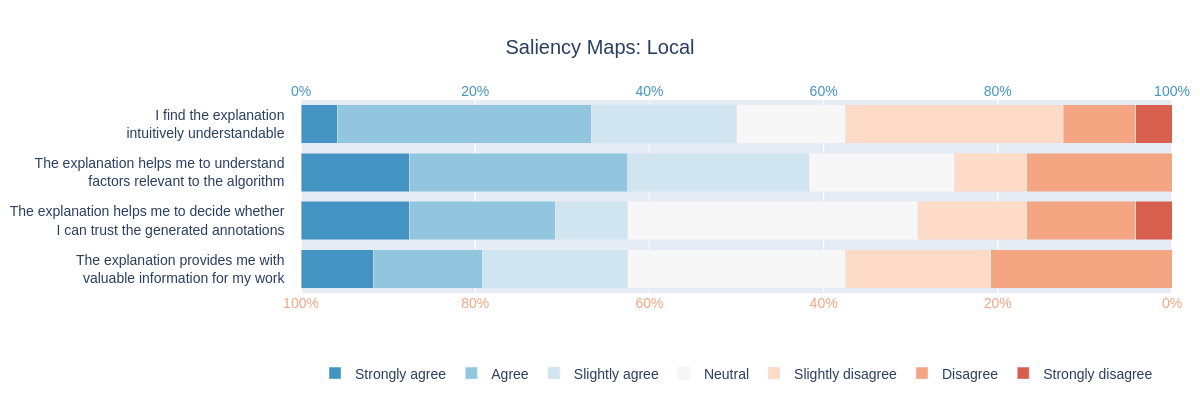 Saliency Maps: Local
0% 20% 40% 60% 80% 100%
I find the explanation
intuitively understandable
The explanation helps me to understand
factors relevant to the algorithm
The explanation helps me to decide whether
I can trust the generated annotations
The explanation provides me with
valuable information for my work
100% 80% 60% 40% 20% 0%
Strongly agree Agree Slightly agree Neutral Slightly disagree Disagree Strongly disagree